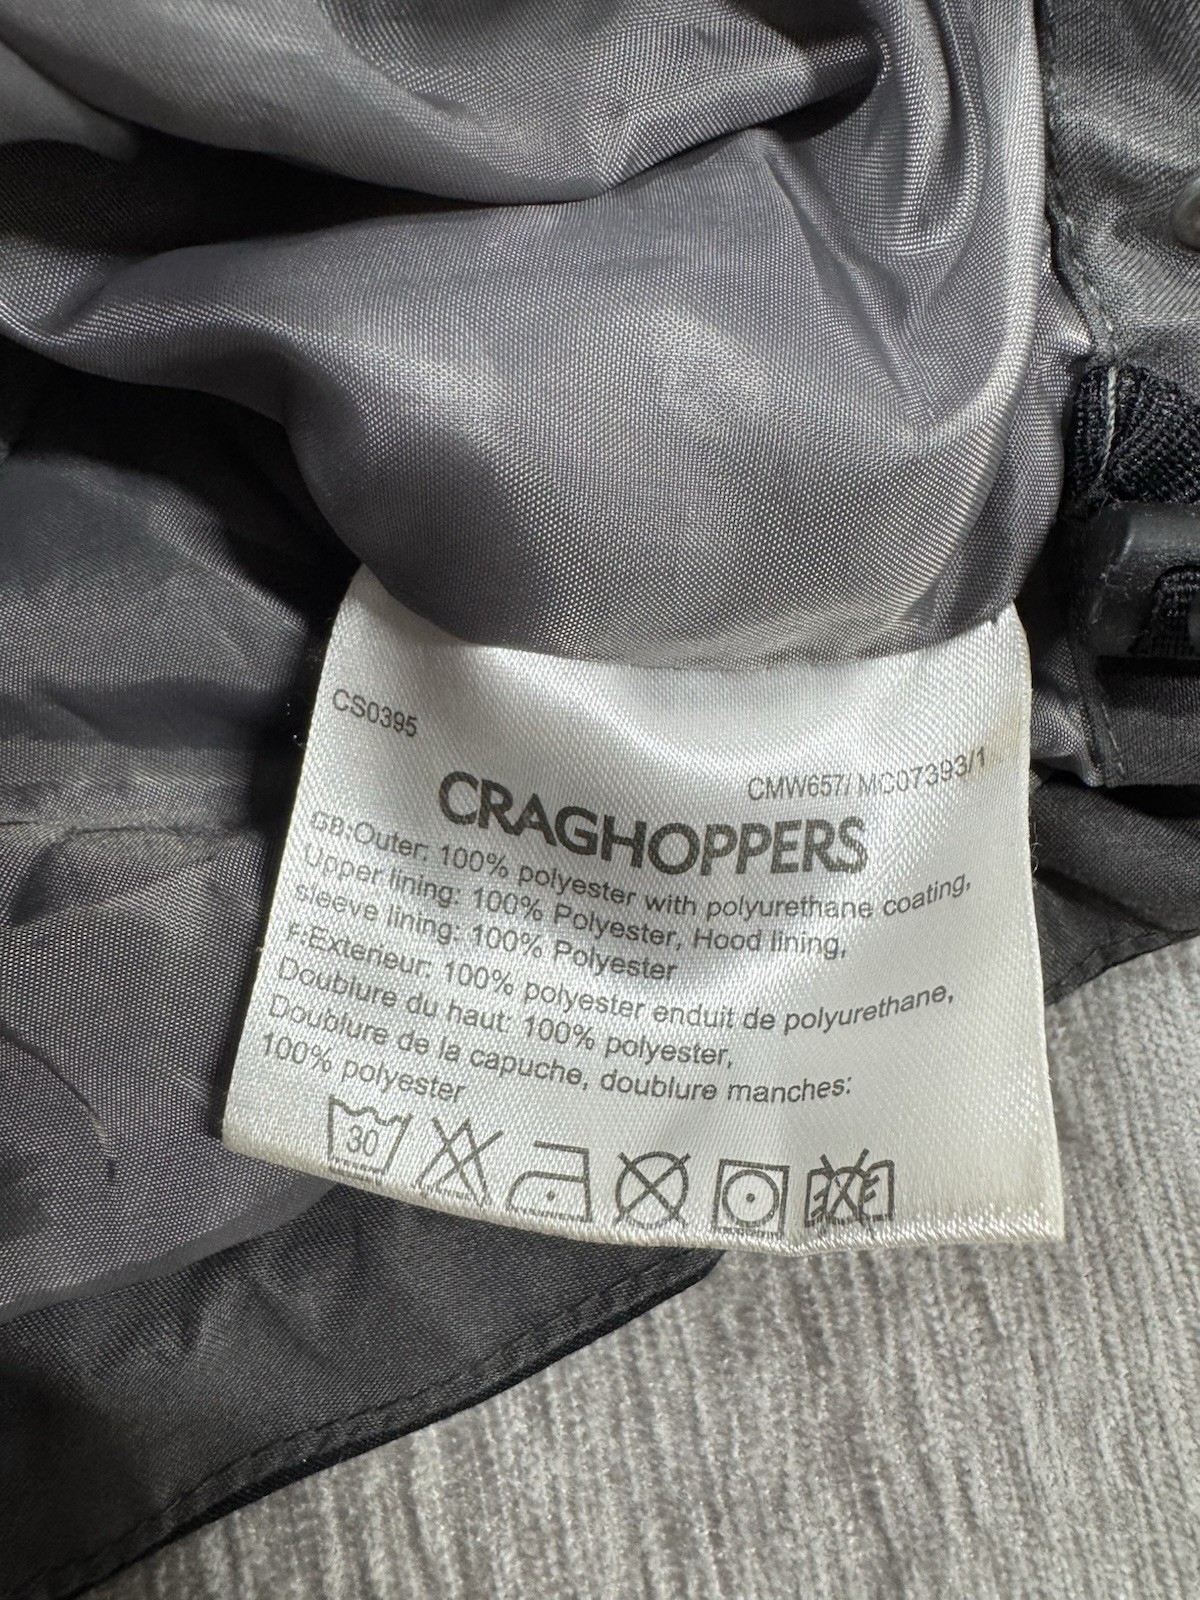 CS0395
CMW657/ MC07393/1
CRAGHOPPERS
GB:Outer: 100% polyester with polyurethane coating,
Upper lining: 100% Polyester, Hood lining,
sleeve lining: 100% Polyester
F:Exterieur: 100% polyester enduit de polyurethane,
Doublure du haut: 100% polyester,
Doublure de la capuche, doublure manches:
100% polyester
30